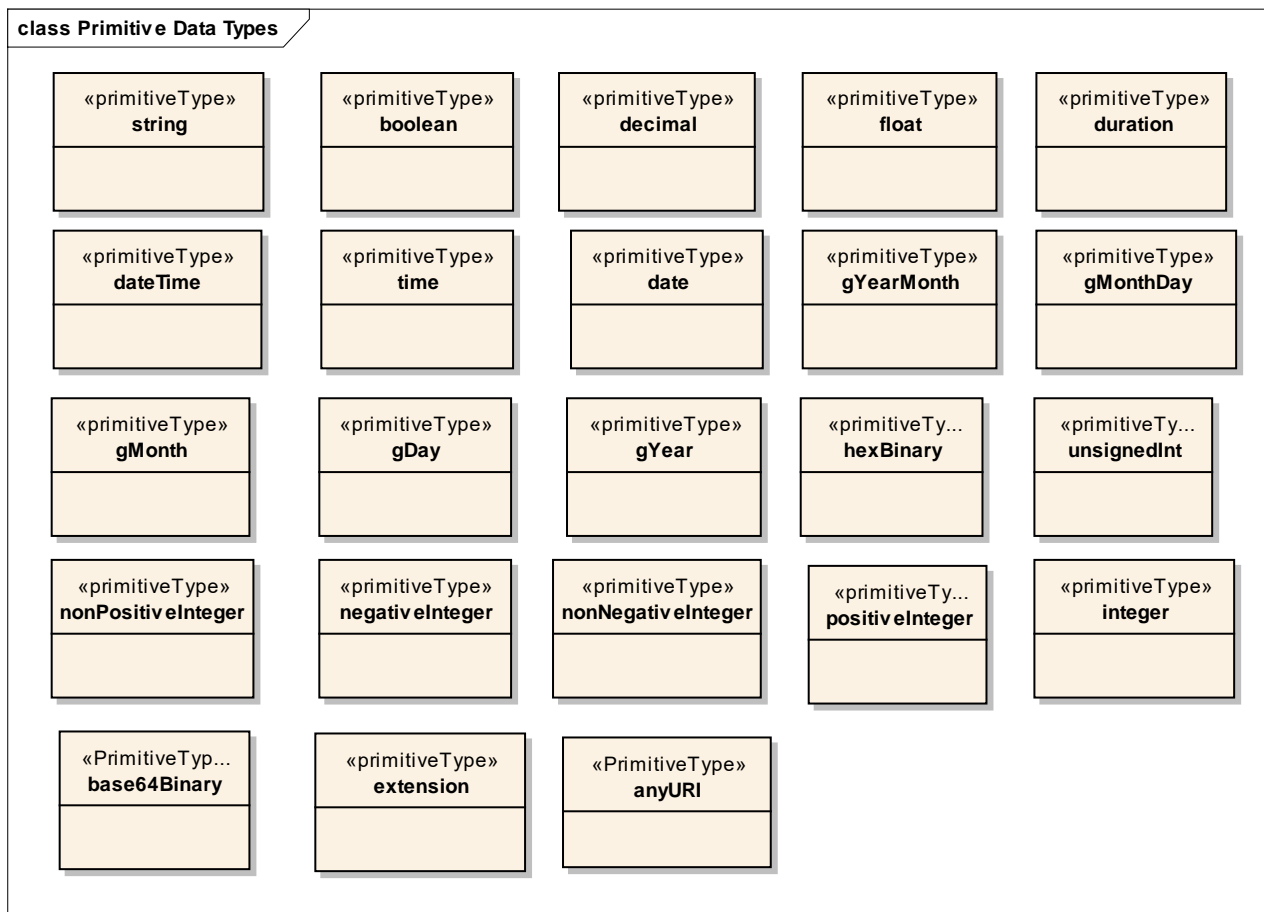 class Primitive Data Types
«primitiveType»
string
«primitiveType»
boolean
«primitiveType»
decimal
«primitiveType»
float
«primitiveType»
duration
«primitiveType»
dateTime
«primitiveType»
time
«primitiveType»
date
«primitiveType»
gYearMonth
«primitiveType»
gMonthDay
«primitiveType»
gMonth
«primitiveType»
gDay
«primitiveType»
gYear
«primitiveTy...
hexBinary
«primitiveTy...
unsignedInt
«primitiveType»
nonPositiveInteger
«primitiveType»
negativeInteger
«primitiveType»
nonNegativeInteger
«primitiveTy...
positiveInteger
«primitiveType»
integer
«PrimitiveTyp...
base64Binary
«primitiveType»
extension
«PrimitiveType»
anyURI